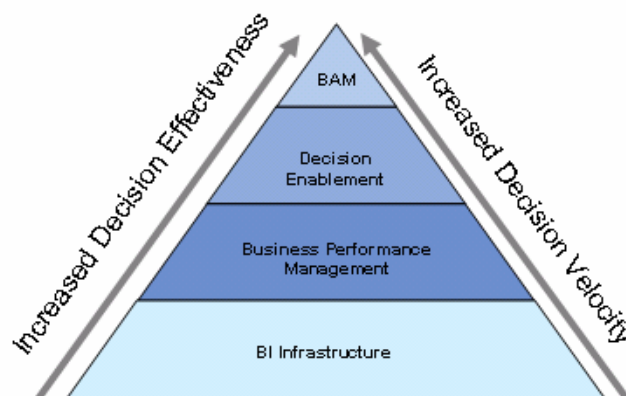 Increased Decision Effectiveness
Increased Decision Velocity
BAM
Decision
Enablement
Business Performance
Management
BI Infrastructure